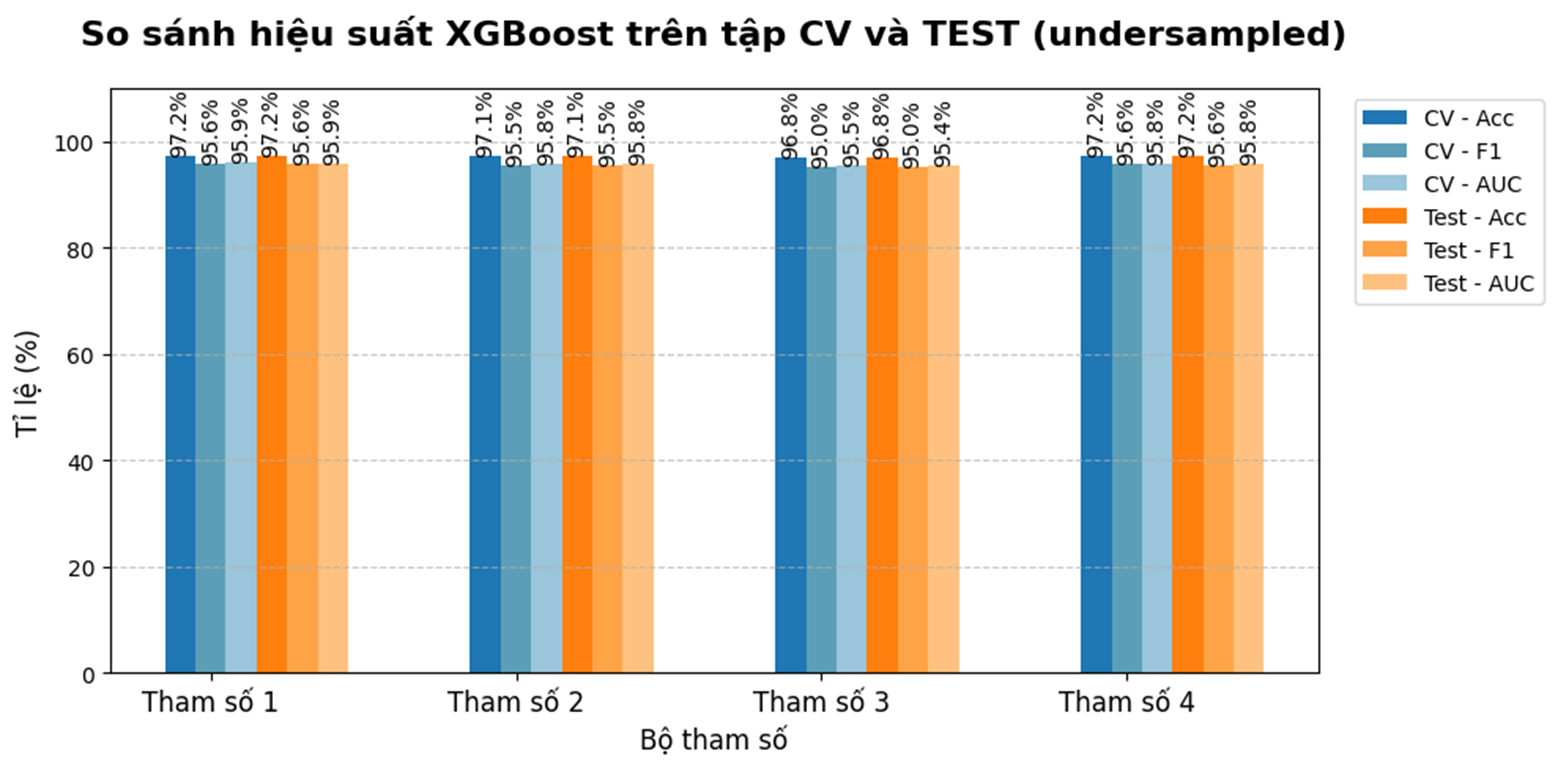 So sánh hiệu suất XGBoost trên tập CV và TEST (undersampled)
97.2%
95.6%
95.9%
97.2%
95.6%
95.9%
97.1%
95.5%
95.8%
97.1%
95.5%
95.8%
96.8%
95.0%
95.5%
96.8%
95.0%
95.4%
97.2%
95.6%
95.8%
97.2%
95.6%
95.8%
CV - Acc
CV - F1
CV - AUC
Test - Acc
Test - F1
Test - AUC
Tỉ lệ (%)
100
80
60
40
20
0
Tham số 1
Tham số 2
Tham số 3
Tham số 4
Bộ tham số